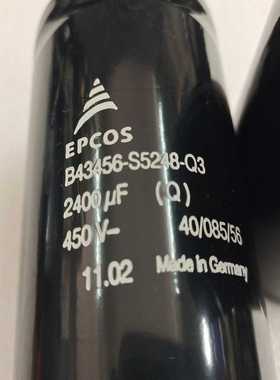 EPCOS
B43456-S5248-Q3
2400 µF (Q)
450 V- 40/085/56
11.02 Made in Germany